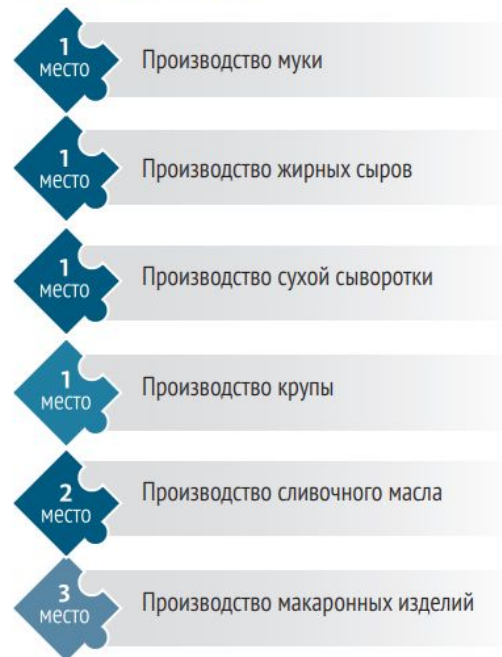 1
место
Производство муки
1
место
Производство жирных сыров
1
место
Производство сухой сыворотки
1
место
Производство крупы
2
место
Производство сливочного масла
3
место
Производство макаронных изделий